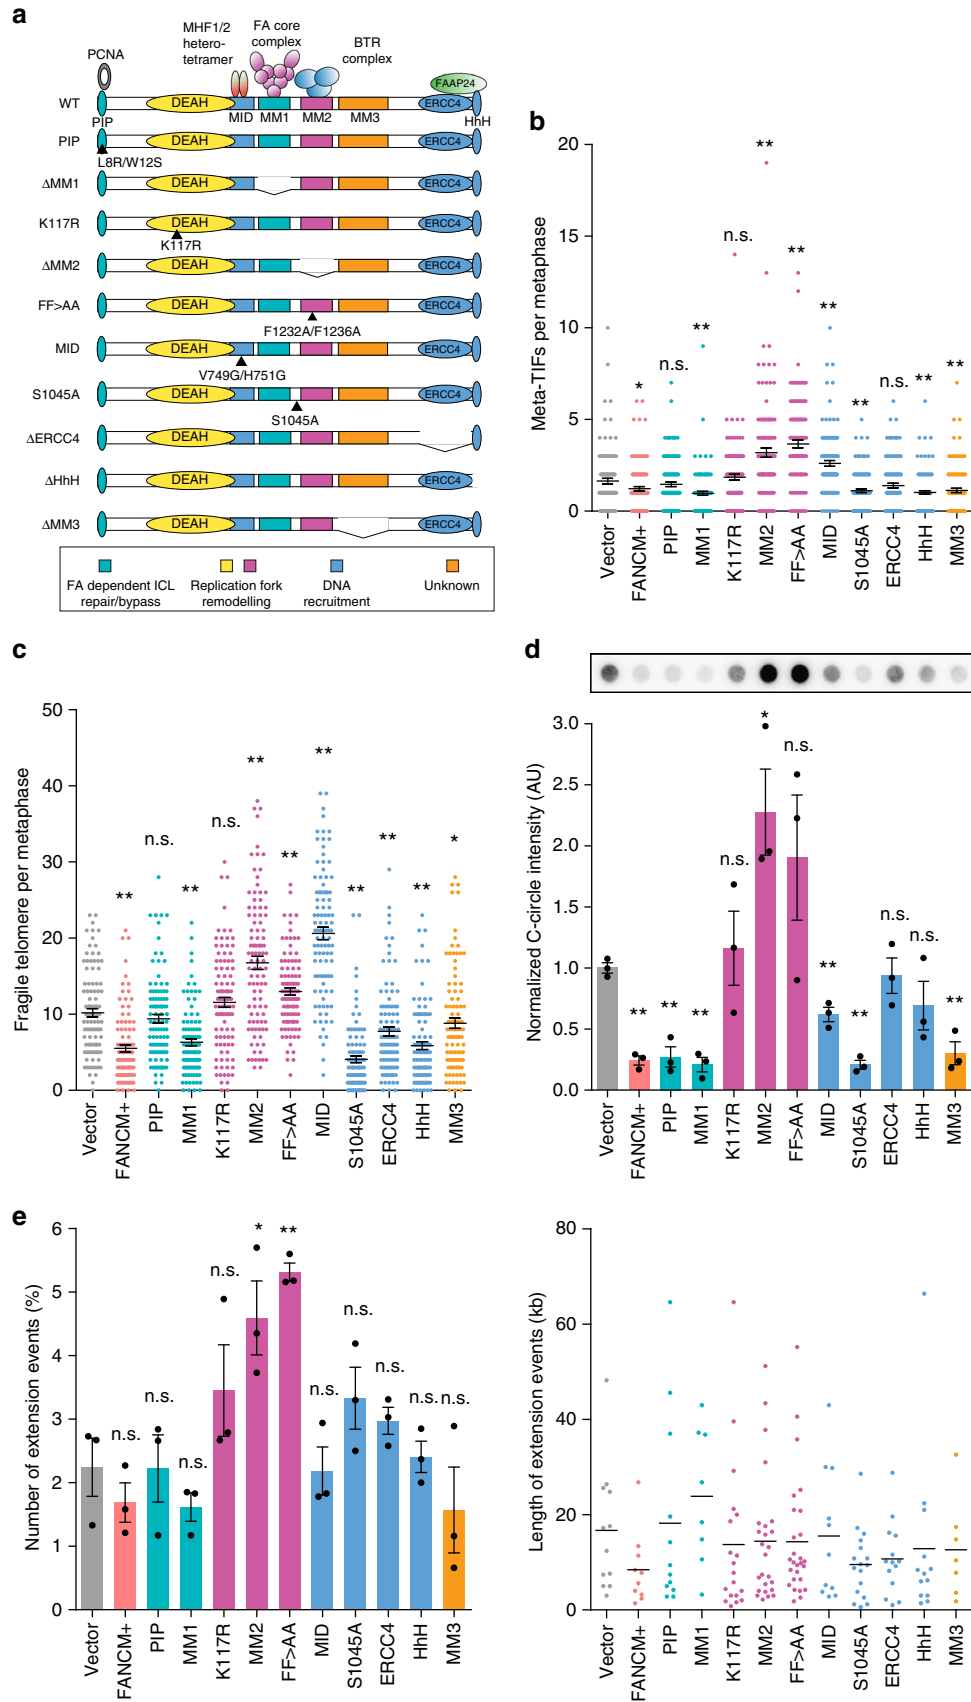 a
PCNA
MHF1/2
hetero-
tetramer
FA core
complex
BTR
complex
FAAP24
WT
DEAH
ERCC4
PIP
MID
MM1
MM2
MM3
HhH
PIP
DEAH
ERCC4
L8R/W12S
ΔMM1
DEAH
ERCC4
K117R
DEAH
ERCC4
K117R
ΔMM2
DEAH
ERCC4
FF>AA
DEAH
ERCC4
F1232A/F1236A
MID
DEAH
ERCC4
V749G/H751G
S1045A
DEAH
ERCC4
S1045A
ΔERCC4
DEAH
ΔHhH
DEAH
ERCC4
ΔMM3
DEAH
ERCC4
FA dependent ICL
repair/bypass
Replication fork
remodelling
DNA
recruitment
Unknown
b
Meta-TIFs per metaphase
20
15
10
5
0
*
n.s.
**
n.s.
**
**
**
**
n.s.
**
**
Vector
FANCM+
PIP
MM1
K117R
MM2
FF>AA
MID
S1045A
ERCC4
HhH
MM3
c
Fragile telomere per metaphase
50
40
30
20
10
0
**
n.s.
**
n.s.
**
**
**
**
**
**
*
Vector
FANCM+
PIP
MM1
K117R
MM2
FF>AA
MID
S1045A
ERCC4
HhH
MM3
d
Normalized C-circle intensity (AU)
3.0
2.5
2.0
1.5
1.0
0.5
0.0
**
**
**
n.s.
*
n.s.
**
**
n.s.
n.s.
**
Vector
FANCM+
PIP
MM1
K117R
MM2
FF>AA
MID
S1045A
ERCC4
HhH
MM3
e
Number of extension events (%)
6
5
4
3
2
1
0
n.s.
n.s.
n.s.
n.s.
*
**
n.s.
n.s.
n.s.
n.s.
n.s.
Vector
FANCM+
PIP
MM1
K117R
MM2
FF>AA
MID
S1045A
ERCC4
HhH
MM3
Length of extension events (kb)
80
60
40
20
0
Vector
FANCM+
PIP
MM1
K117R
MM2
FF>AA
MID
S1045A
ERCC4
HhH
MM3